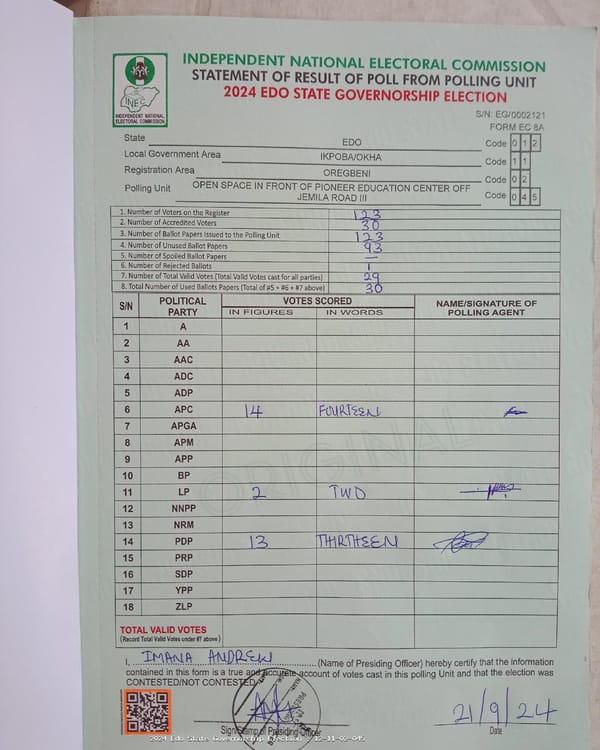 INDEPENDENT NATIONAL ELECTORAL COMMISSION
STATEMENT OF RESULT OF POLL FROM POLLING UNIT
2024 EDO STATE GOVERNORSHIP ELECTION
INEC
INDEPENDENT NATIONAL
ELECTORAL COMMISSION
S/N: EG/0002121
FORM EC 8A
State EDO Code 0 1 2
Local Government Area IKPOBA/OKHA Code 1 1
Registration Area OREGBENI Code 0 2
Polling Unit OPEN SPACE IN FRONT OF PIONEER EDUCATION CENTER OFF JEMILA ROAD III Code 0 4 5
1. Number of Voters on the Register 123
2. Number of Accredited Voters 30
3. Number of Ballot Papers Issued to the Polling Unit 123
4. Number of Unused Ballot Papers 93
5. Number of Spoiled Ballot Papers —
6. Number of Rejected Ballots 1
7. Number of Total Valid Votes (Total Valid Votes cast for all parties) 29
8. Total Number of Used Ballots Papers (Total of #5 + #6 + #7 above) 30
S/N POLITICAL PARTY VOTES SCORED NAME/SIGNATURE OF POLLING AGENT
IN FIGURES IN WORDS
1 A
2 AA
3 AAC
4 ADC
5 ADP
6 APC 14 FOURTEEN
7 APGA
8 APM
9 APP
10 BP
11 LP 2 TWO
12 NNPP
13 NRM
14 PDP 13 THIRTHEEN
15 PRP
16 SDP
17 YPP
18 ZLP
ORIGINAL
TOTAL VALID VOTES
(Record Total Valid Votes under #7 above)
I, IMANA ANDREW (Name of Presiding Officer) hereby certify that the information
contained in this form is a true and accurate account of votes cast in this polling Unit and that the election was
CONTESTED/NOT CONTESTED.
Sign/Stamp of Presiding Officer
21/9/24
Date
2024 Edo State Governorship Election - 12-11-02-045